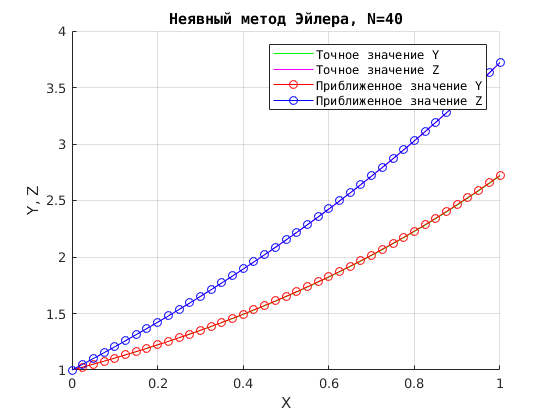 Неявный метод Эйлера, N=40
4
3.5
3
2.5
2
1.5
1
Y, Z
Точное значение Y
Точное значение Z
Приближенное значение Y
Приближенное значение Z
0 0.2 0.4 0.6 0.8 1
X